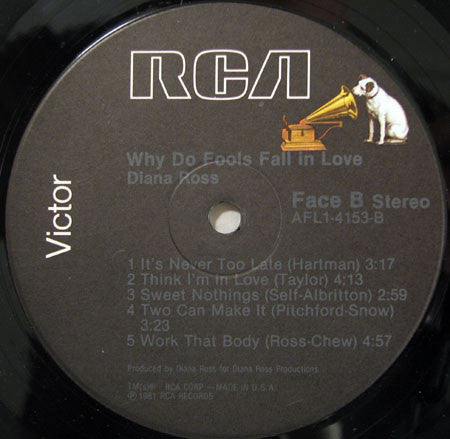 RCA
Victor
Why Do Fools Fall In Love
Diana Ross
Face B Stereo
AFL1-4153-B
1 It's Never Too Late (Hartman) 3:17
2 Think I'm in Love (Taylor) 4:13
3 Sweet Nothings (Self-Albritton) 2:59
4 Two Can Make It (Pitchford-Snow)
3:23
5 Work That Body (Ross-Chew) 4:57
Produced by Diana Ross for Diana Ross Productions.
RCA CORP — MADE IN U.S.A.
℗ 1981 RCA RECORDS